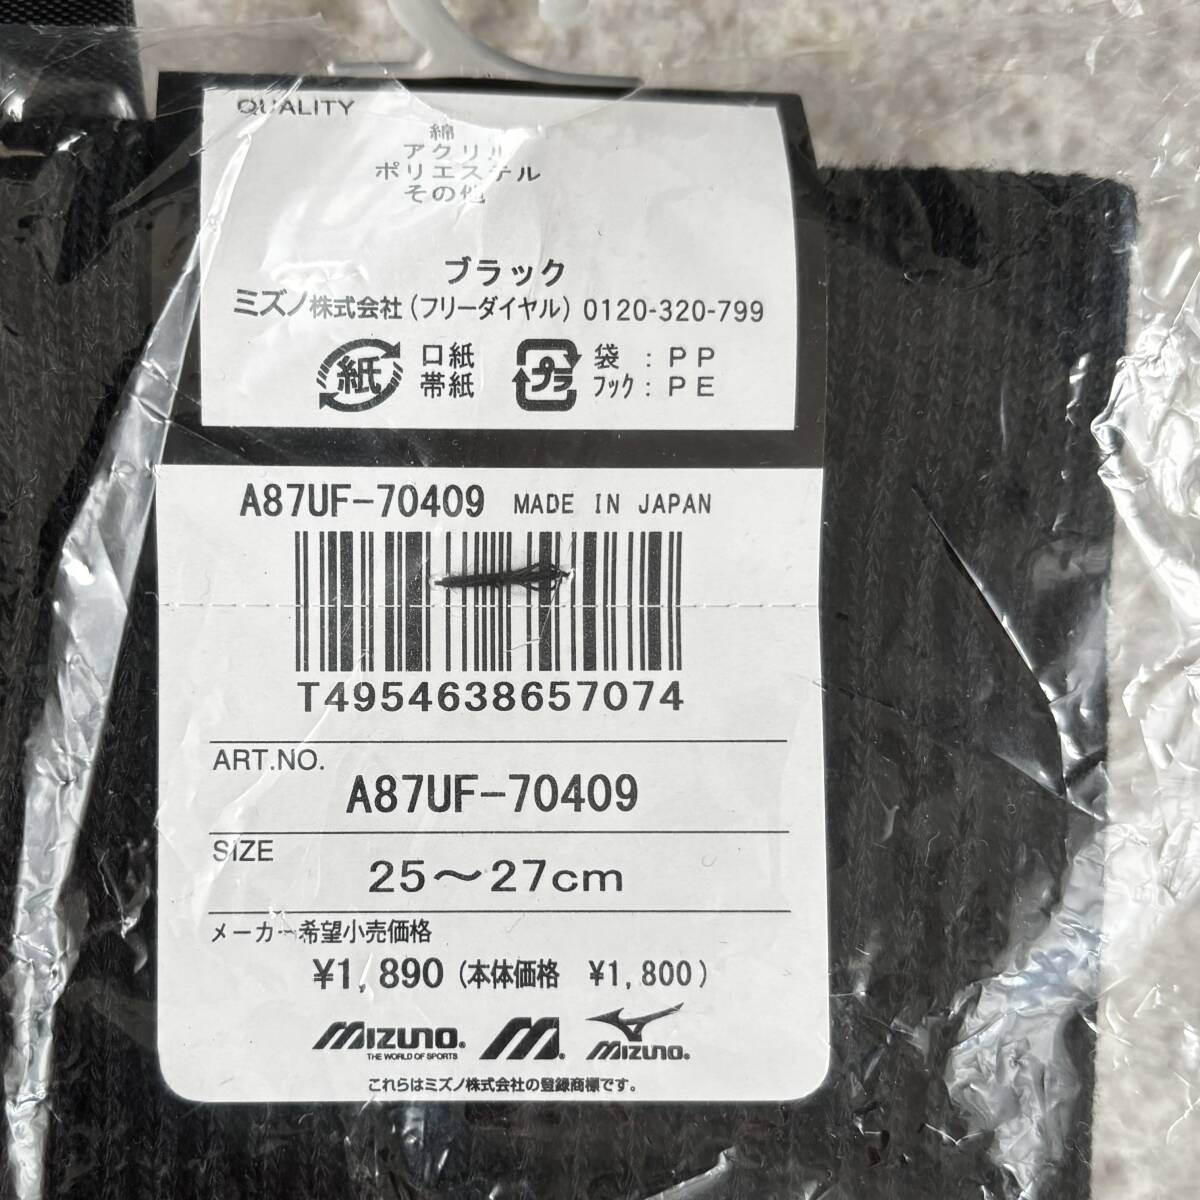 QUALITY
綿
アクリル
ポリエステル
その他
ブラック
ミズノ株式会社(フリーダイヤル) 0120-320-799
紙 口紙
帯紙
プラ 袋 : PP
フック : PE
A87UF-70409 MADE IN JAPAN
T4954638657074
ART.NO.
A87UF-70409
SIZE
25～27cm
メーカー希望小売価格
¥1,890 (本体価格 ¥1,800)
MIZUNO.
THE WORLD OF SPORTS
MIZUNO.
これらはミズノ株式会社の登録商標です。